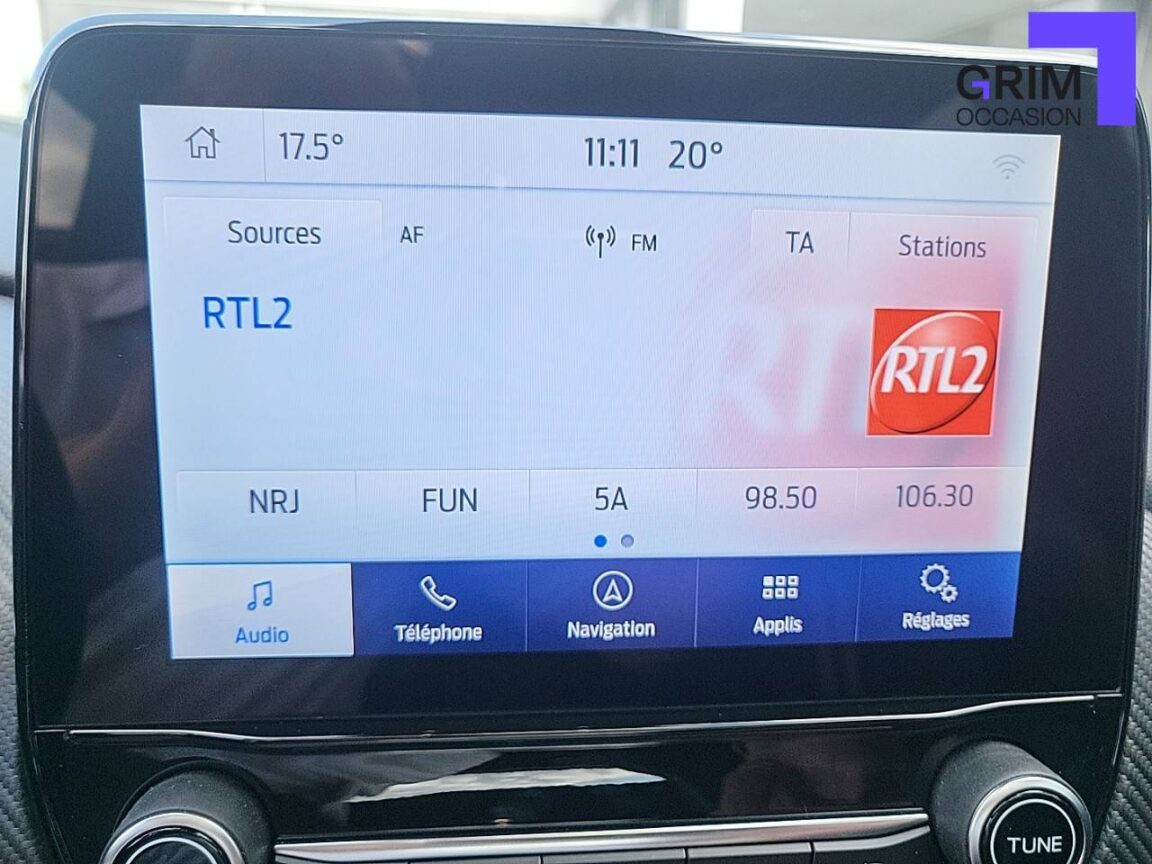 GRIM
OCCASION
17.5° 11:11 20°
Sources AF FM TA Stations
RTL2
RTL2
NRJ FUN 5A 98.50 106.30
Audio Téléphone Navigation Applis Réglages
TUNE